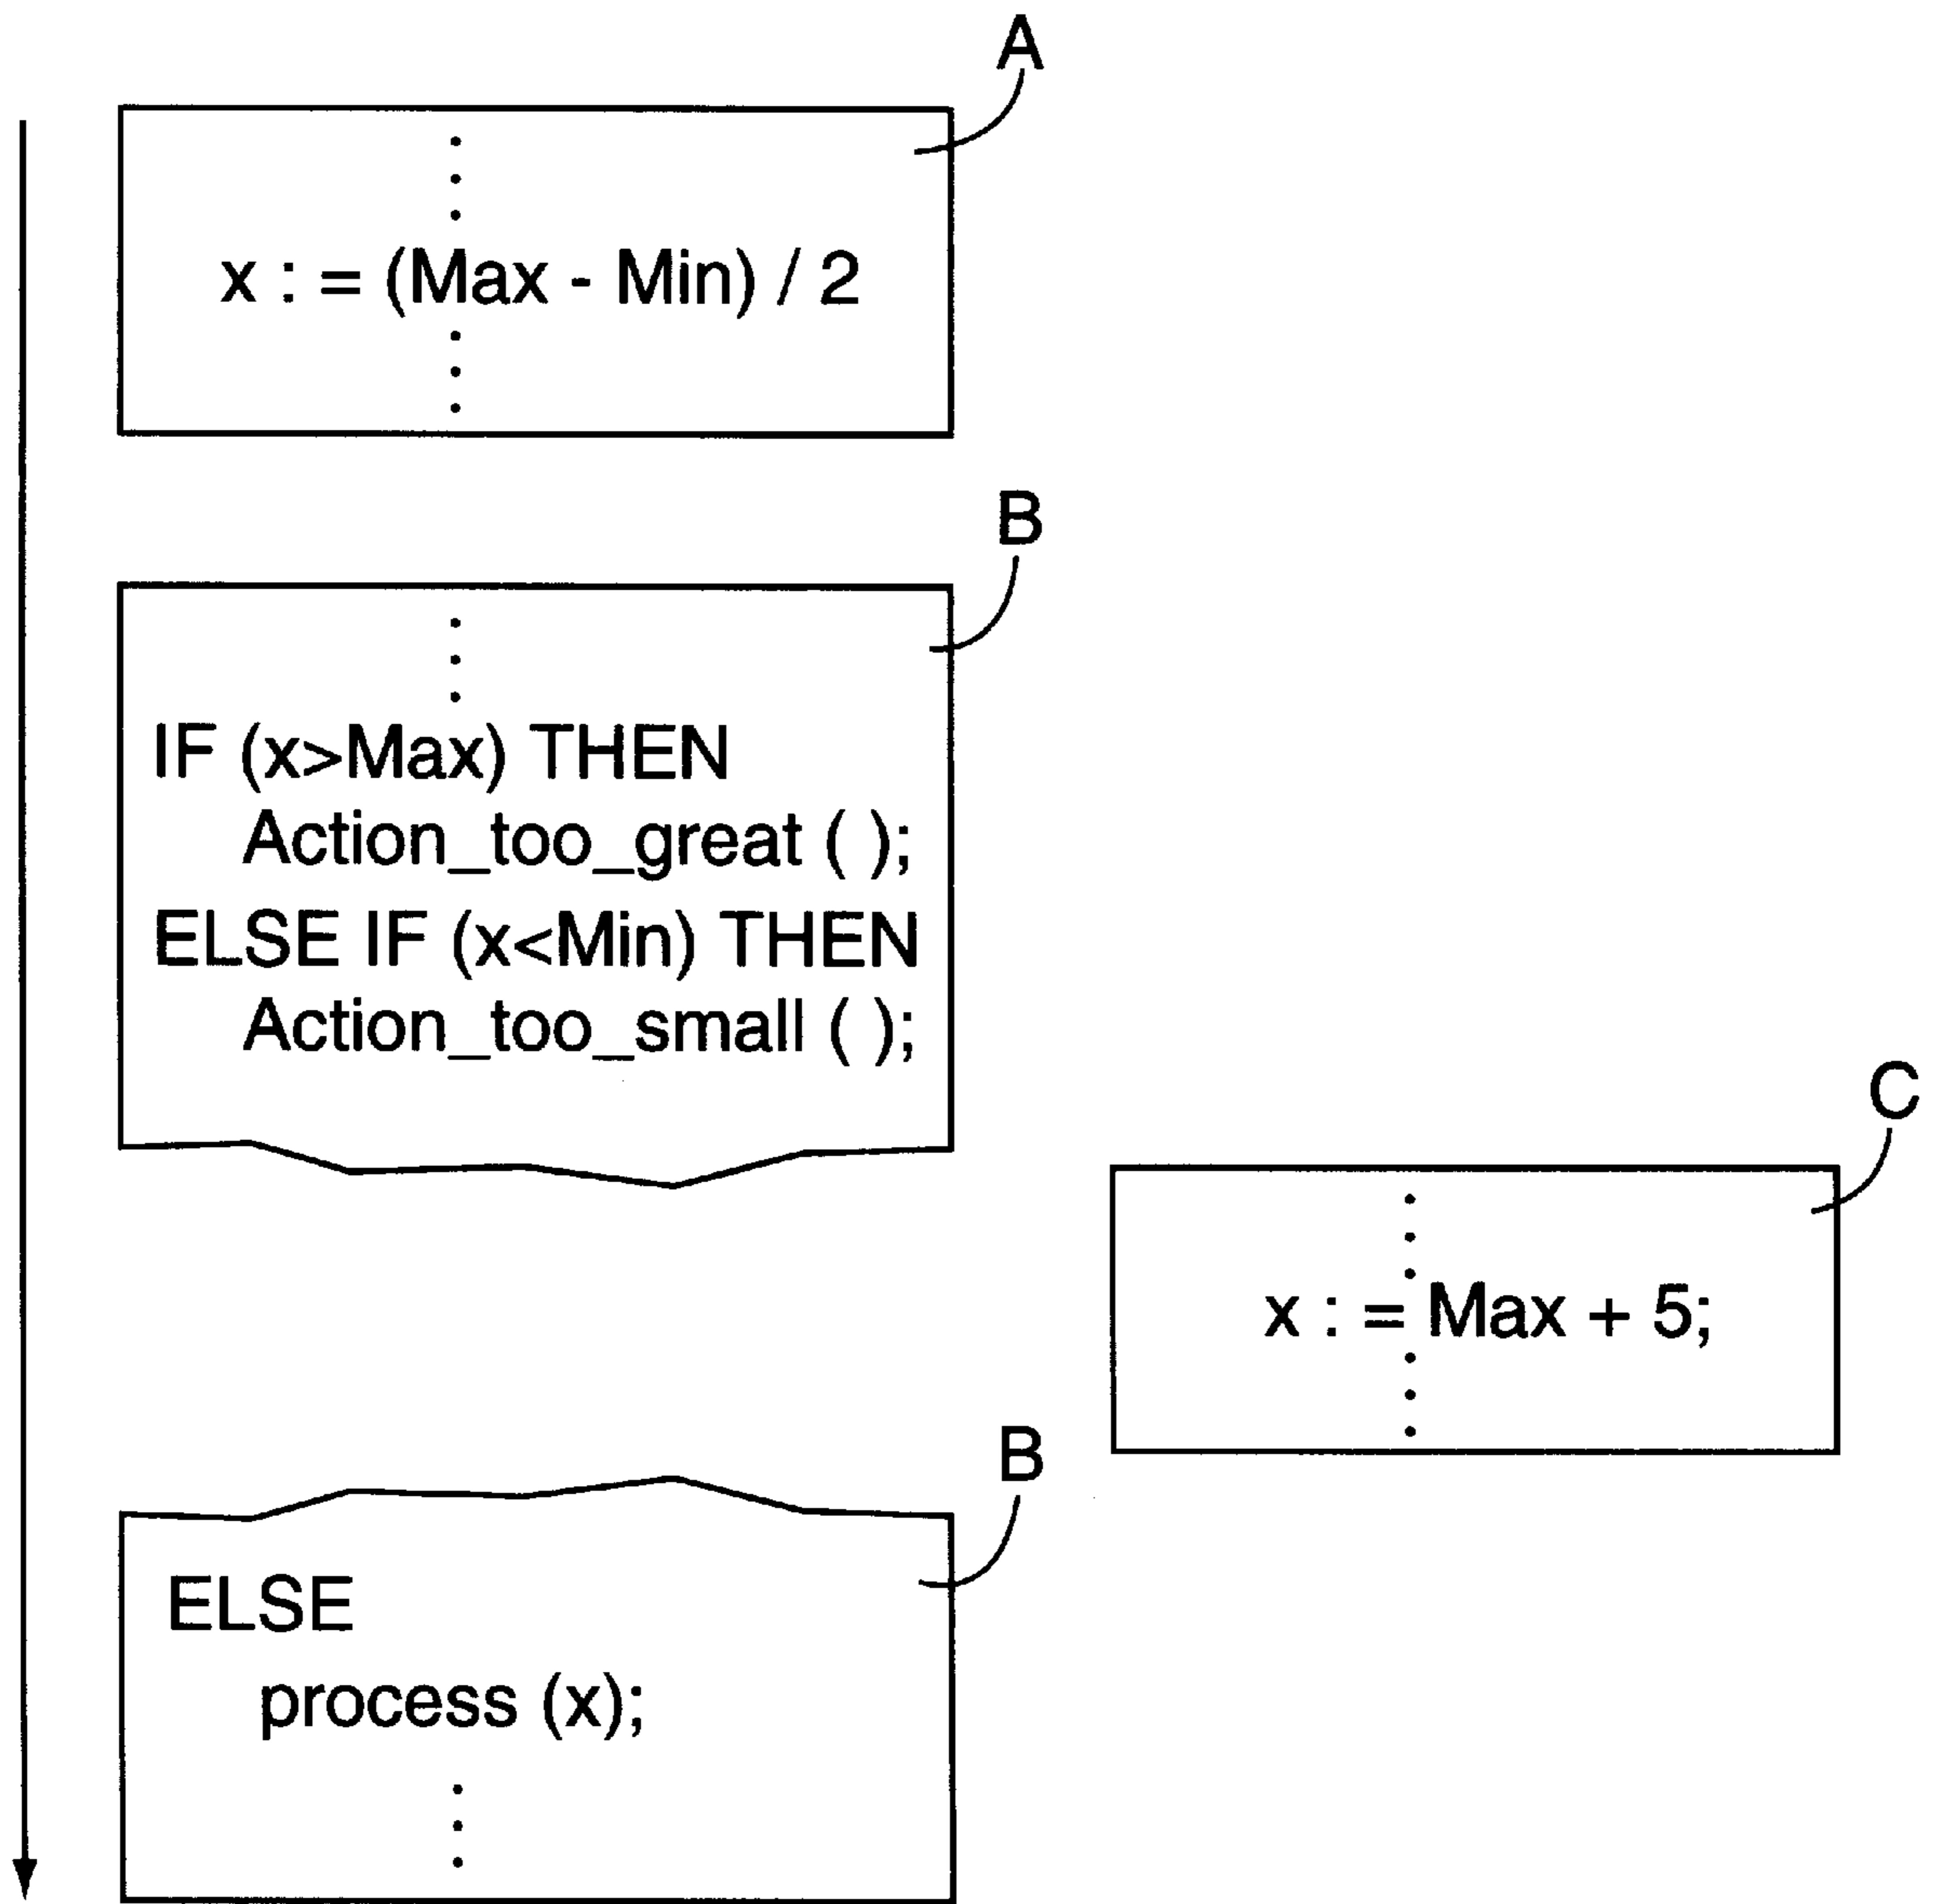 A
x : = (Max - Min) / 2
B
IF (x>Max) THEN
Action_too_great ( );
ELSE IF (x<Min) THEN
Action_too_small ( );
C
x : = Max + 5;
B
ELSE
process (x);